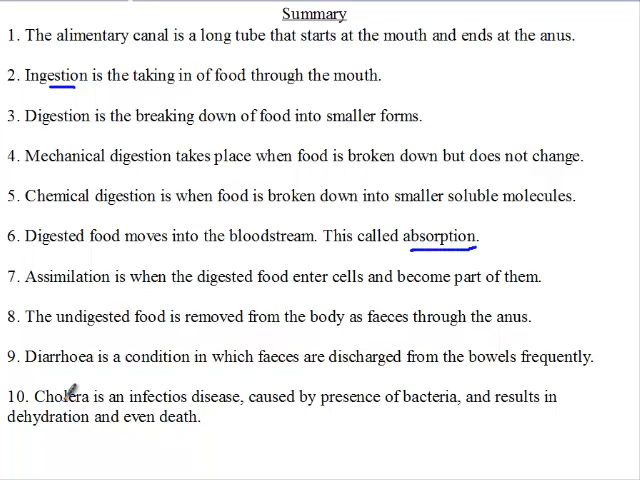 Summary
1. The alimentary canal is a long tube that starts at the mouth and ends at the anus.
2. Ingestion is the taking in of food through the mouth.
3. Digestion is the breaking down of food into smaller forms.
4. Mechanical digestion takes place when food is broken down but does not change.
5. Chemical digestion is when food is broken down into smaller soluble molecules.
6. Digested food moves into the bloodstream. This called absorption.
7. Assimilation is when the digested food enter cells and become part of them.
8. The undigested food is removed from the body as faeces through the anus.
9. Diarrhoea is a condition in which faeces are discharged from the bowels frequently.
10. Cholera is an infectios disease, caused by presence of bacteria, and results in
dehydration and even death.